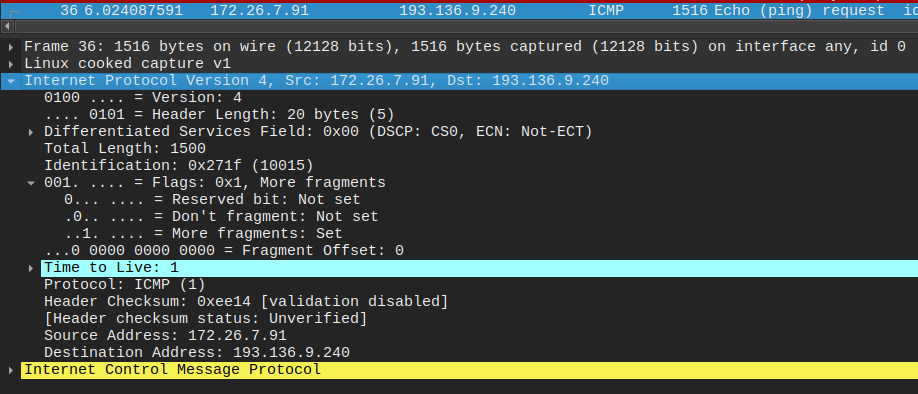 36 6.024087591 172.26.7.91 193.136.9.240 ICMP 1516 Echo (ping) request id
Frame 36: 1516 bytes on wire (12128 bits), 1516 bytes captured (12128 bits) on interface any, id 0
Linux cooked capture v1
Internet Protocol Version 4, Src: 172.26.7.91, Dst: 193.136.9.240
0100 .... = Version: 4
.... 0101 = Header Length: 20 bytes (5)
Differentiated Services Field: 0x00 (DSCP: CS0, ECN: Not-ECT)
Total Length: 1500
Identification: 0x271f (10015)
001. .... = Flags: 0x1, More fragments
0... .... = Reserved bit: Not set
.0.. .... = Don't fragment: Not set
..1. .... = More fragments: Set
...0 0000 0000 0000 = Fragment Offset: 0
Time to Live: 1
Protocol: ICMP (1)
Header Checksum: 0xee14 [validation disabled]
[Header checksum status: Unverified]
Source Address: 172.26.7.91
Destination Address: 193.136.9.240
Internet Control Message Protocol